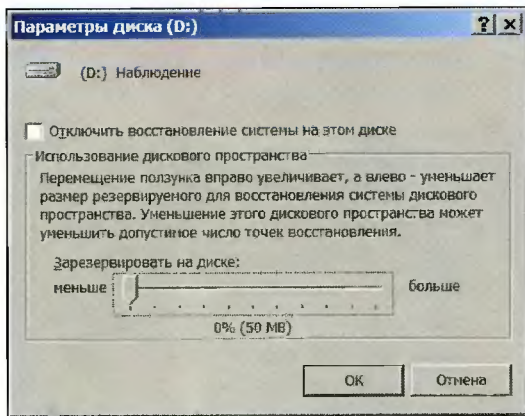 Параметры диска (D:)
(D:) Наблюдение
Отключить восстановление системы на этом диске
Использование дискового пространства
Перемещение ползунка вправо увеличивает, а влево - уменьшает
размер резервируемого для восстановления системы дискового
пространства. Уменьшение этого дискового пространства может
уменьшить допустимое число точек восстановления.
Зарезервировать на диске:
меньше
больше
0% (50 MB)
OK
Отмена